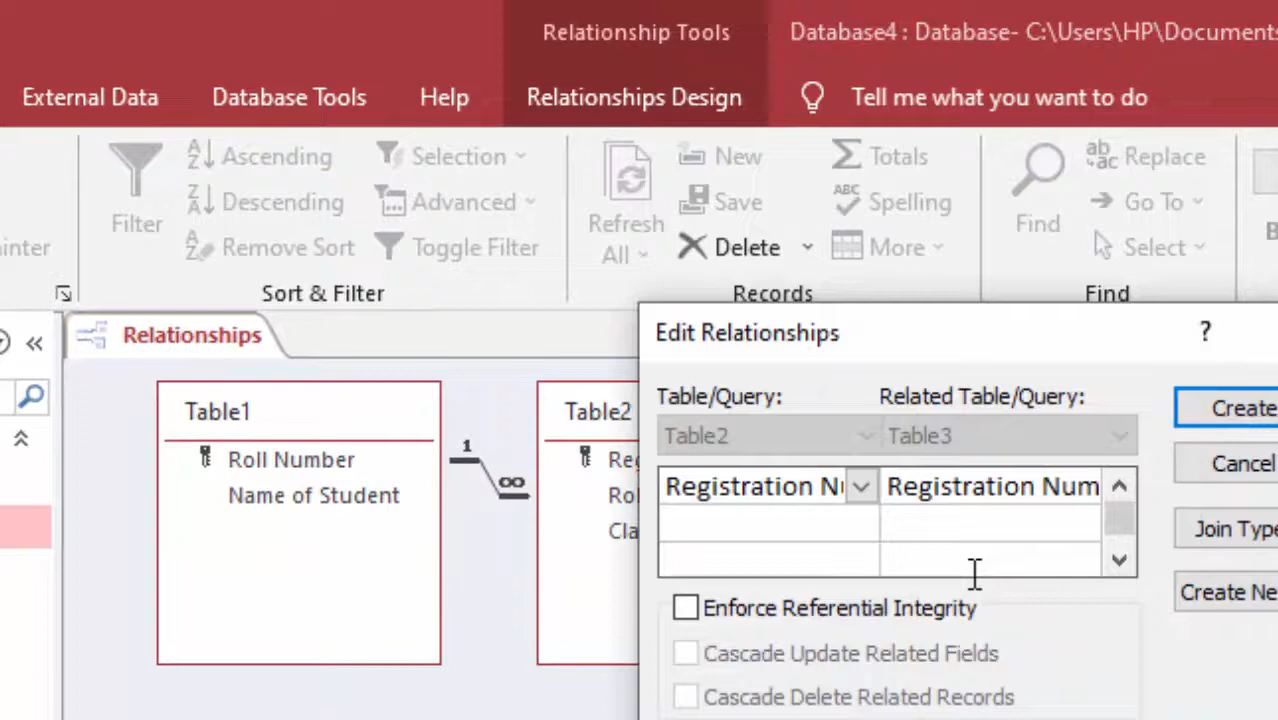 Relationship Tools
Database4 : Database- C:\Users\HP\Documents
External Data Database Tools Help Relationships Design Tell me what you want to do
Ascending Selection New Totals Replace
Filter Descending Advanced Refresh All Save Spelling Find Go To
Remove Sort Toggle Filter Delete More Select
Sort & Filter Records Find
Relationships
Table1
Roll Number
Name of Student
1
∞
Table2
Edit Relationships ?
Table/Query: Related Table/Query:
Table2 Table3
Registration Nu Registration Num
Enforce Referential Integrity
Cascade Update Related Fields
Cascade Delete Related Records
Create
Cancel
Join Type
Create Ne